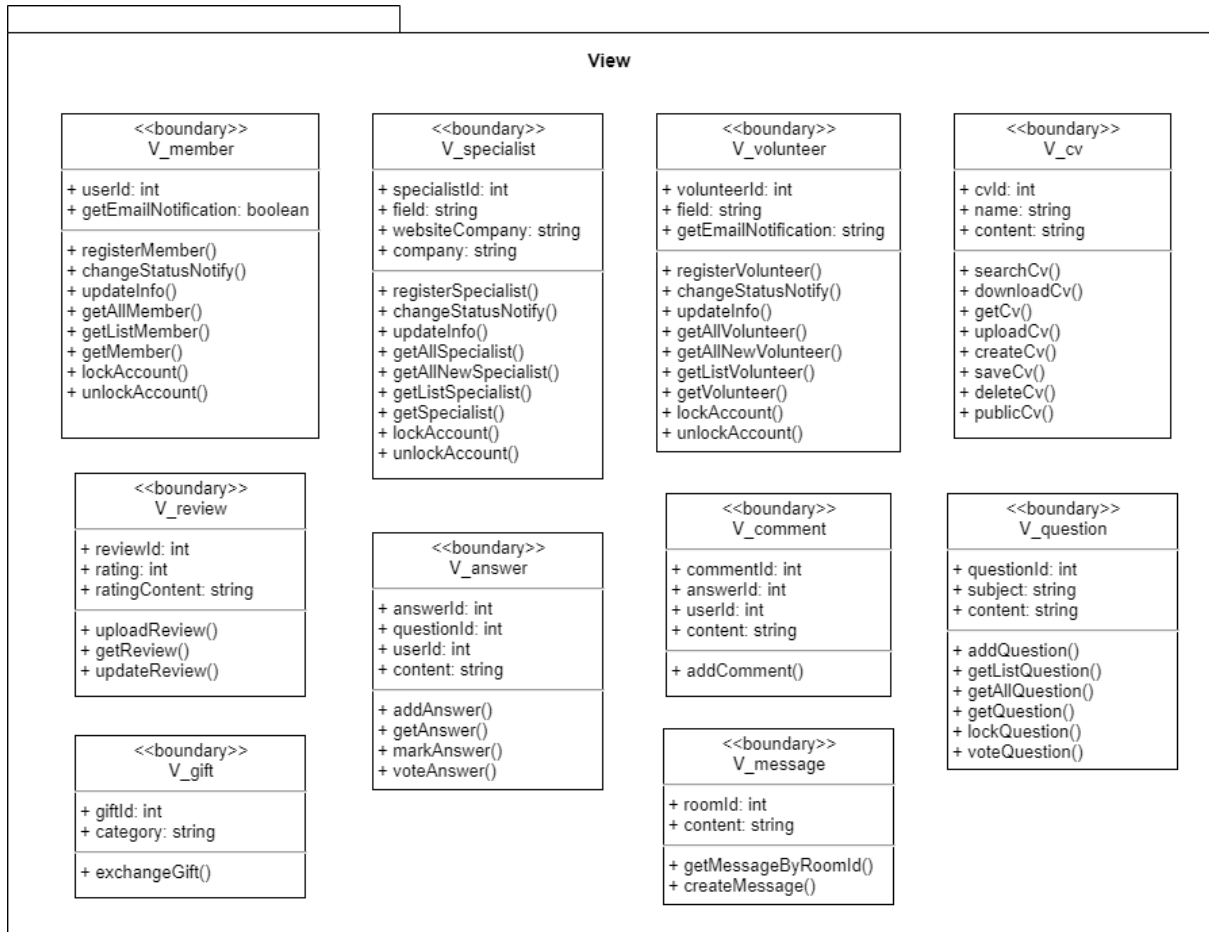 View
<<boundary>>
V_member
+ userId: int
+ getEmailNotification: boolean
+ registerMember()
+ changeStatusNotify()
+ updateInfo()
+ getAllMember()
+ getListMember()
+ getMember()
+ lockAccount()
+ unlockAccount()
<<boundary>>
V_specialist
+ specialistId: int
+ field: string
+ websiteCompany: string
+ company: string
+ registerSpecialist()
+ changeStatusNotify()
+ updateInfo()
+ getAllSpecialist()
+ getAllNewSpecialist()
+ getListSpecialist()
+ getSpecialist()
+ lockAccount()
+ unlockAccount()
<<boundary>>
V_volunteer
+ volunteerId: int
+ field: string
+ getEmailNotification: string
+ registerVolunteer()
+ changeStatusNotify()
+ updateInfo()
+ getAllVolunteer()
+ getAllNewVolunteer()
+ getListVolunteer()
+ getVolunteer()
+ lockAccount()
+ unlockAccount()
<<boundary>>
V_cv
+ cvId: int
+ name: string
+ content: string
+ searchCv()
+ downloadCv()
+ getCv()
+ uploadCv()
+ createCv()
+ saveCv()
+ deleteCv()
+ publicCv()
<<boundary>>
V_review
+ reviewId: int
+ rating: int
+ ratingContent: string
+ uploadReview()
+ getReview()
+ updateReview()
<<boundary>>
V_answer
+ answerId: int
+ questionId: int
+ userId: int
+ content: string
+ addAnswer()
+ getAnswer()
+ markAnswer()
+ voteAnswer()
<<boundary>>
V_comment
+ commentId: int
+ answerId: int
+ userId: int
+ content: string
+ addComment()
<<boundary>>
V_question
+ questionId: int
+ subject: string
+ content: string
+ addQuestion()
+ getListQuestion()
+ getAllQuestion()
+ getQuestion()
+ lockQuestion()
+ voteQuestion()
<<boundary>>
V_gift
+ giftId: int
+ category: string
+ exchangeGift()
<<boundary>>
V_message
+ roomId: int
+ content: string
+ getMessageByRoomId()
+ createMessage()